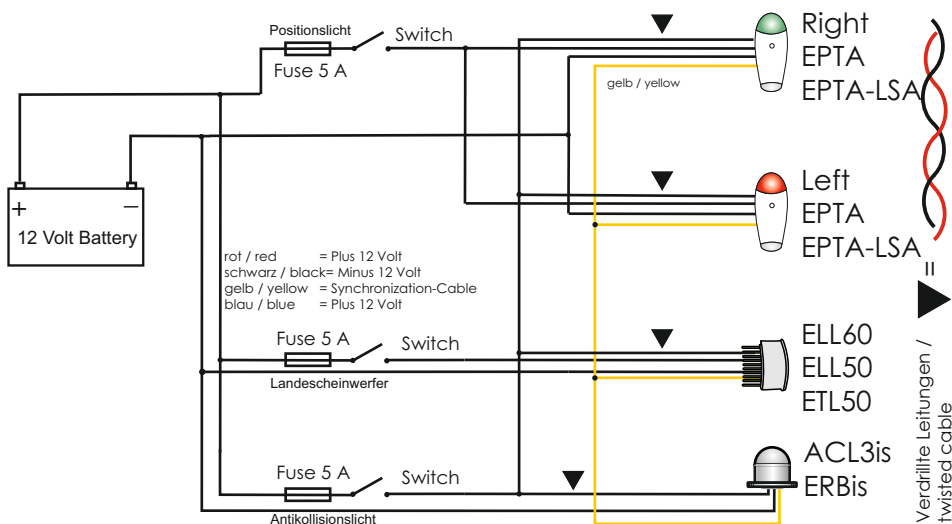 Positionslicht
Switch
Fuse 5 A
gelb / yellow
Right
EPTA
EPTA-LSA
Left
EPTA
EPTA-LSA
+
−
12 Volt Battery
rot / red = Plus 12 Volt
schwarz / black= Minus 12 Volt
gelb / yellow = Synchronization-Cable
blau / blue = Plus 12 Volt
Fuse 5 A
Switch
Landescheinwerfer
ELL60
ELL50
ETL50
Fuse 5 A
Switch
Antikollisionslicht
ACL3is
ERBis
=
Verdrillte Leitungen /
twisted cable